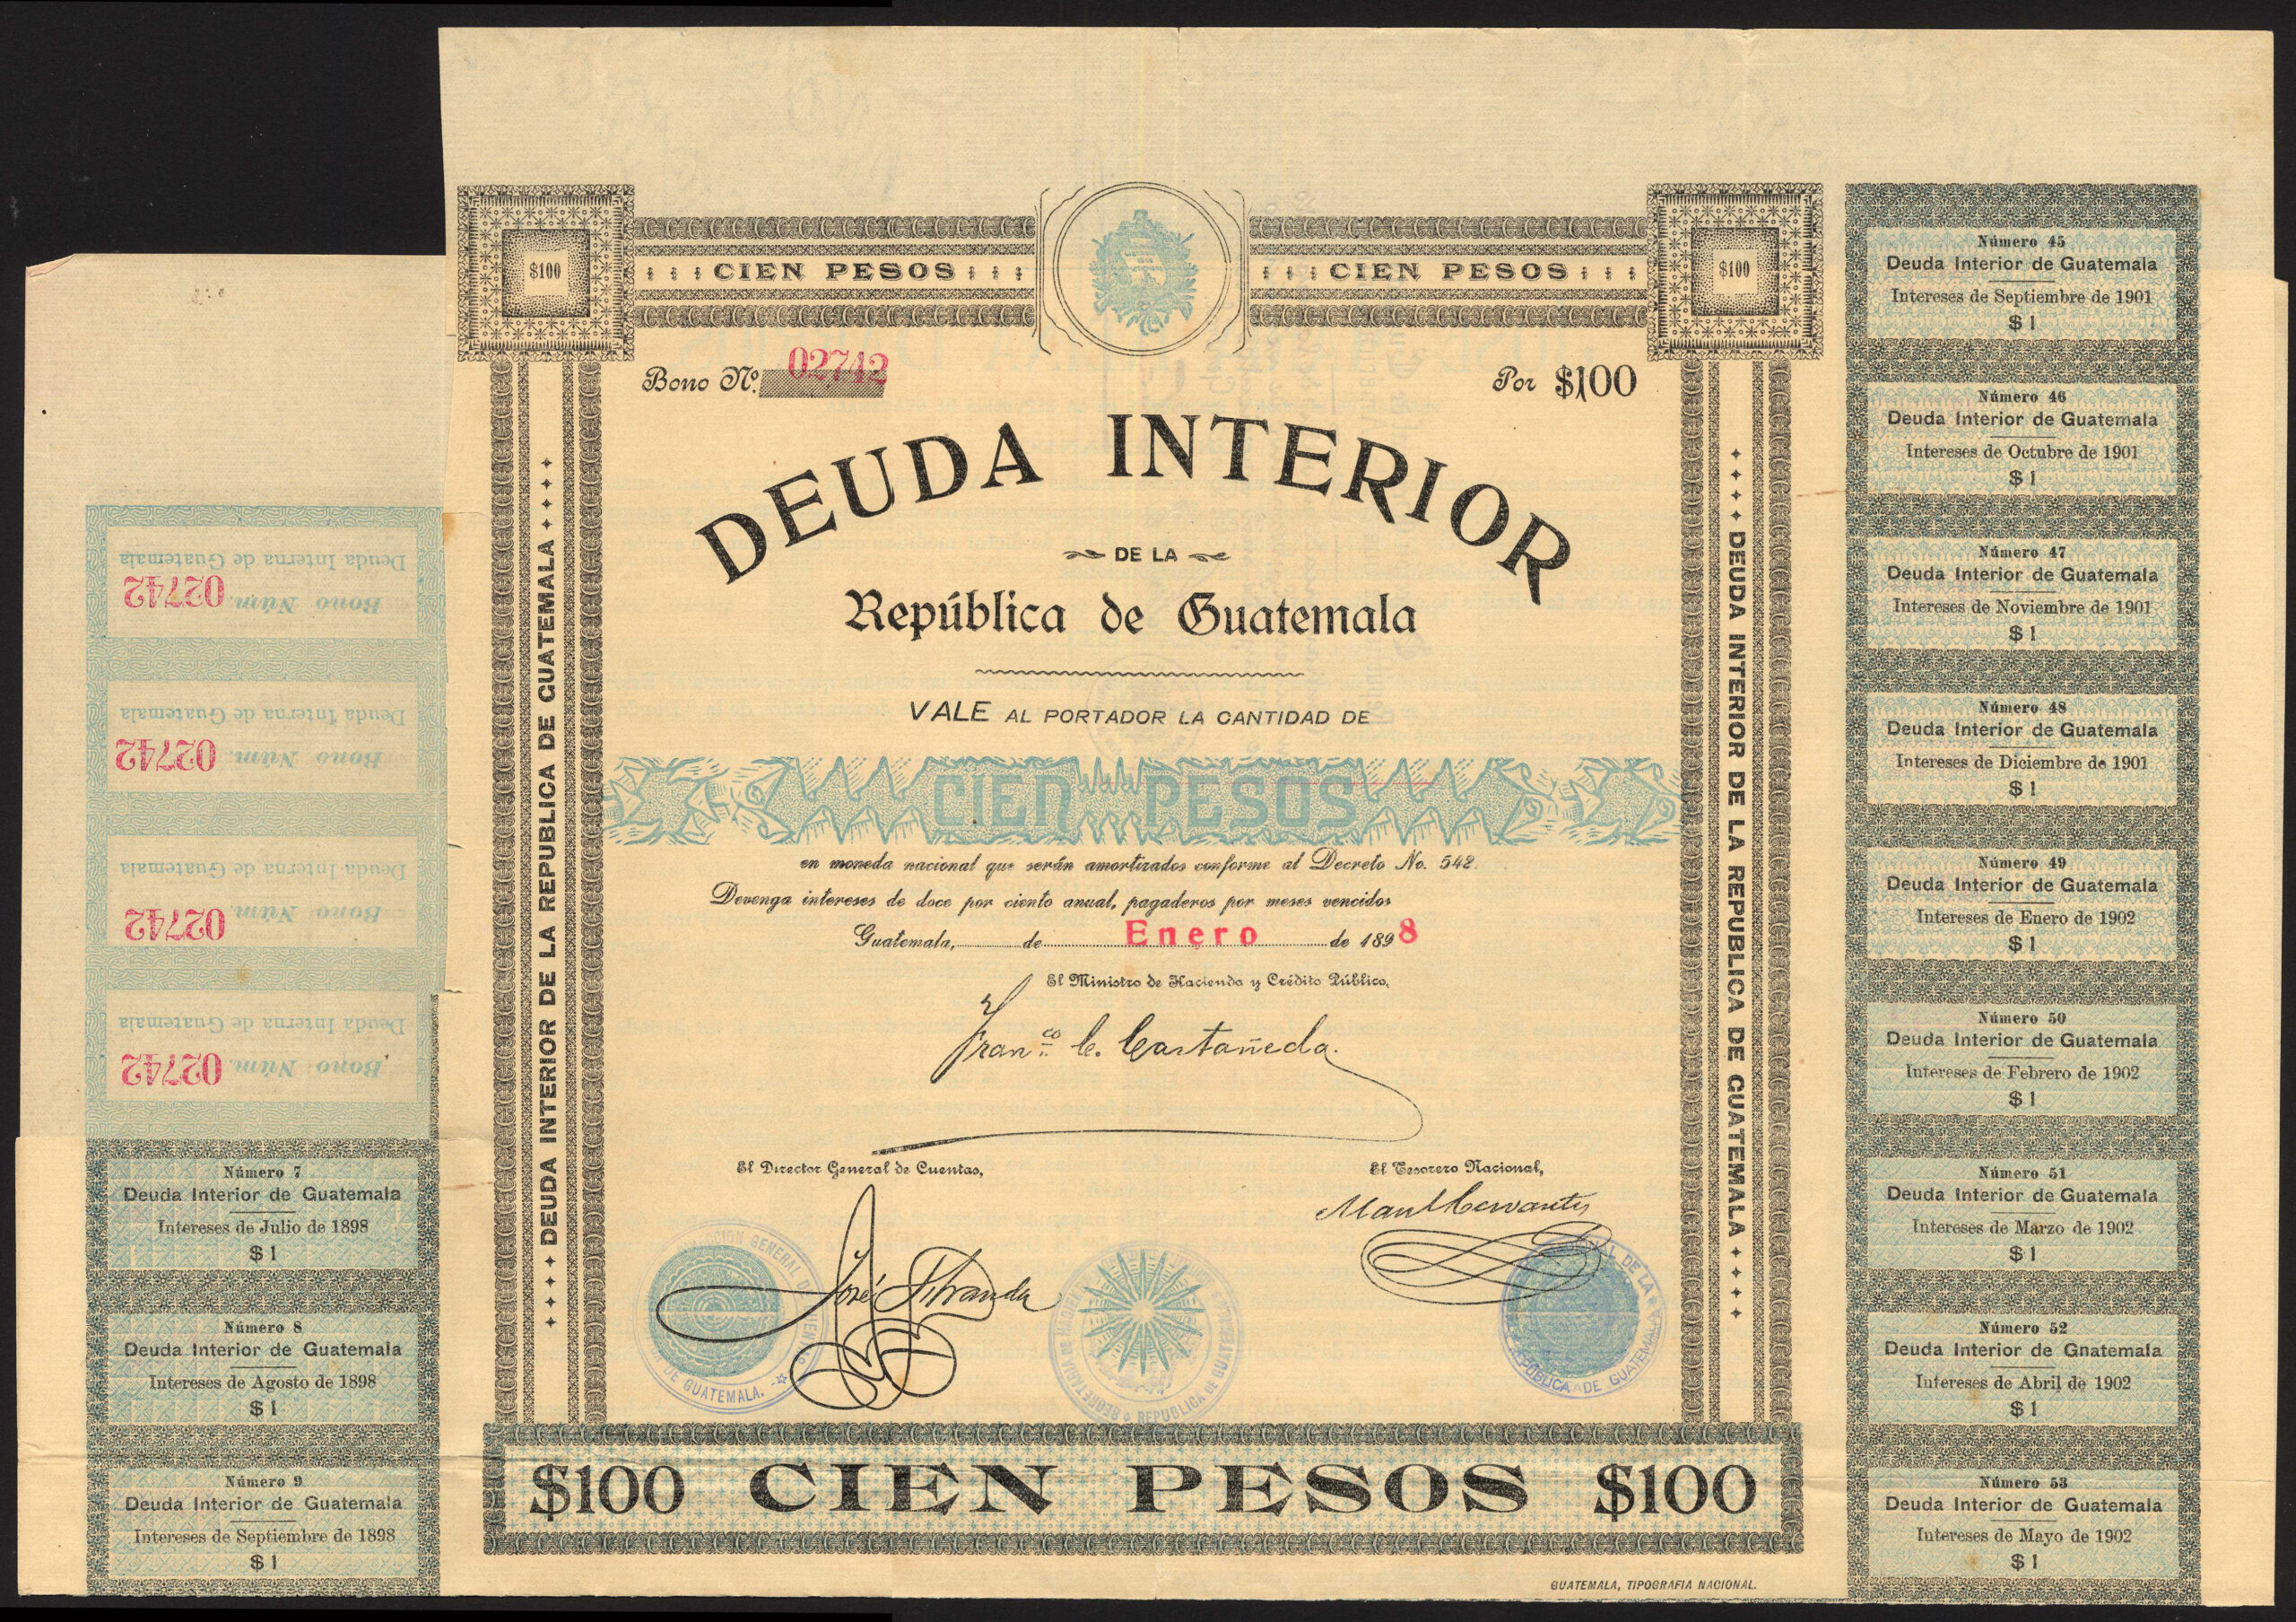 $100
CIEN PESOS
CIEN PESOS
$100
Bono Nº. 02742
Por $100
DEUDA INTERIOR
DE LA
República de Guatemala
VALE AL PORTADOR LA CANTIDAD DE
CIEN PESOS
en moneda nacional que serán amortizados conforme al Decreto No. 542.
Devenga intereses de doce por ciento anual, pagaderos por meses vencidos
Guatemala, de Enero de 1898
El Ministro de Hacienda y Crédito Público,
Franco C. Castañeda.
El Director General de Cuentas,
El Tesorero Nacional,
José
GENERAL
DE GUATEMALA.
REPUBLICA DE GUATEMALA
DE LA
REPÚBLICA DE GUATEMALA
$100 CIEN PESOS $100
GUATEMALA, TIPOGRAFIA NACIONAL.
DEUDA INTERIOR DE LA REPUBLICA DE GUATEMALA
DEUDA INTERIOR DE LA REPUBLICA DE GUATEMALA
Deuda Interna de Guatemala
Bono Núm. 02742
Deuda Interna de Guatemala
Bono Núm. 02742
Deuda Interna de Guatemala
Bono Núm. 02742
Deuda Interna de Guatemala
Bono Núm. 02742
Número 7
Deuda Interior de Guatemala
Intereses de Julio de 1898
$1
Número 8
Deuda Interior de Guatemala
Intereses de Agosto de 1898
$1
Número 9
Deuda Interior de Guatemala
Intereses de Septiembre de 1898
$1
Número 45
Deuda Interior de Guatemala
Intereses de Septiembre de 1901
$1
Número 46
Deuda Interior de Guatemala
Intereses de Octubre de 1901
$1
Número 47
Deuda Interior de Guatemala
Intereses de Noviembre de 1901
$1
Número 48
Deuda Interior de Guatemala
Intereses de Diciembre de 1901
$1
Número 49
Deuda Interior de Guatemala
Intereses de Enero de 1902
$1
Número 50
Deuda Interior de Guatemala
Intereses de Febrero de 1902
$1
Número 51
Deuda Interior de Guatemala
Intereses de Marzo de 1902
$1
Número 52
Deuda Interior de Gnatemala
Intereses de Abril de 1902
$1
Número 53
Deuda Interior de Guatemala
Intereses de Mayo de 1902
$1